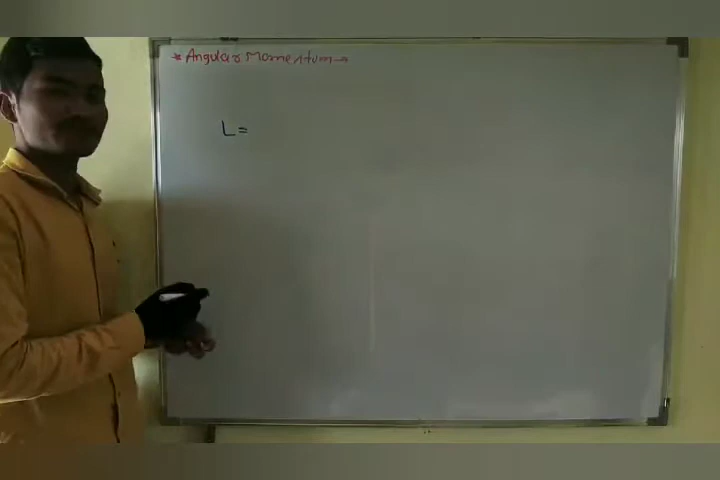 * Angular Momentum →
L =